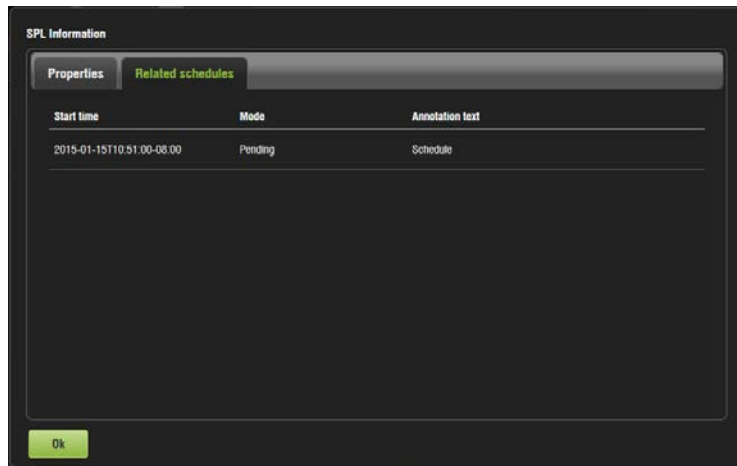 SPL Information
Properties Related schedules
Start time Mode Annotation text
2015-01-15T10:51:00-08:00 Pending Schedule
Ok